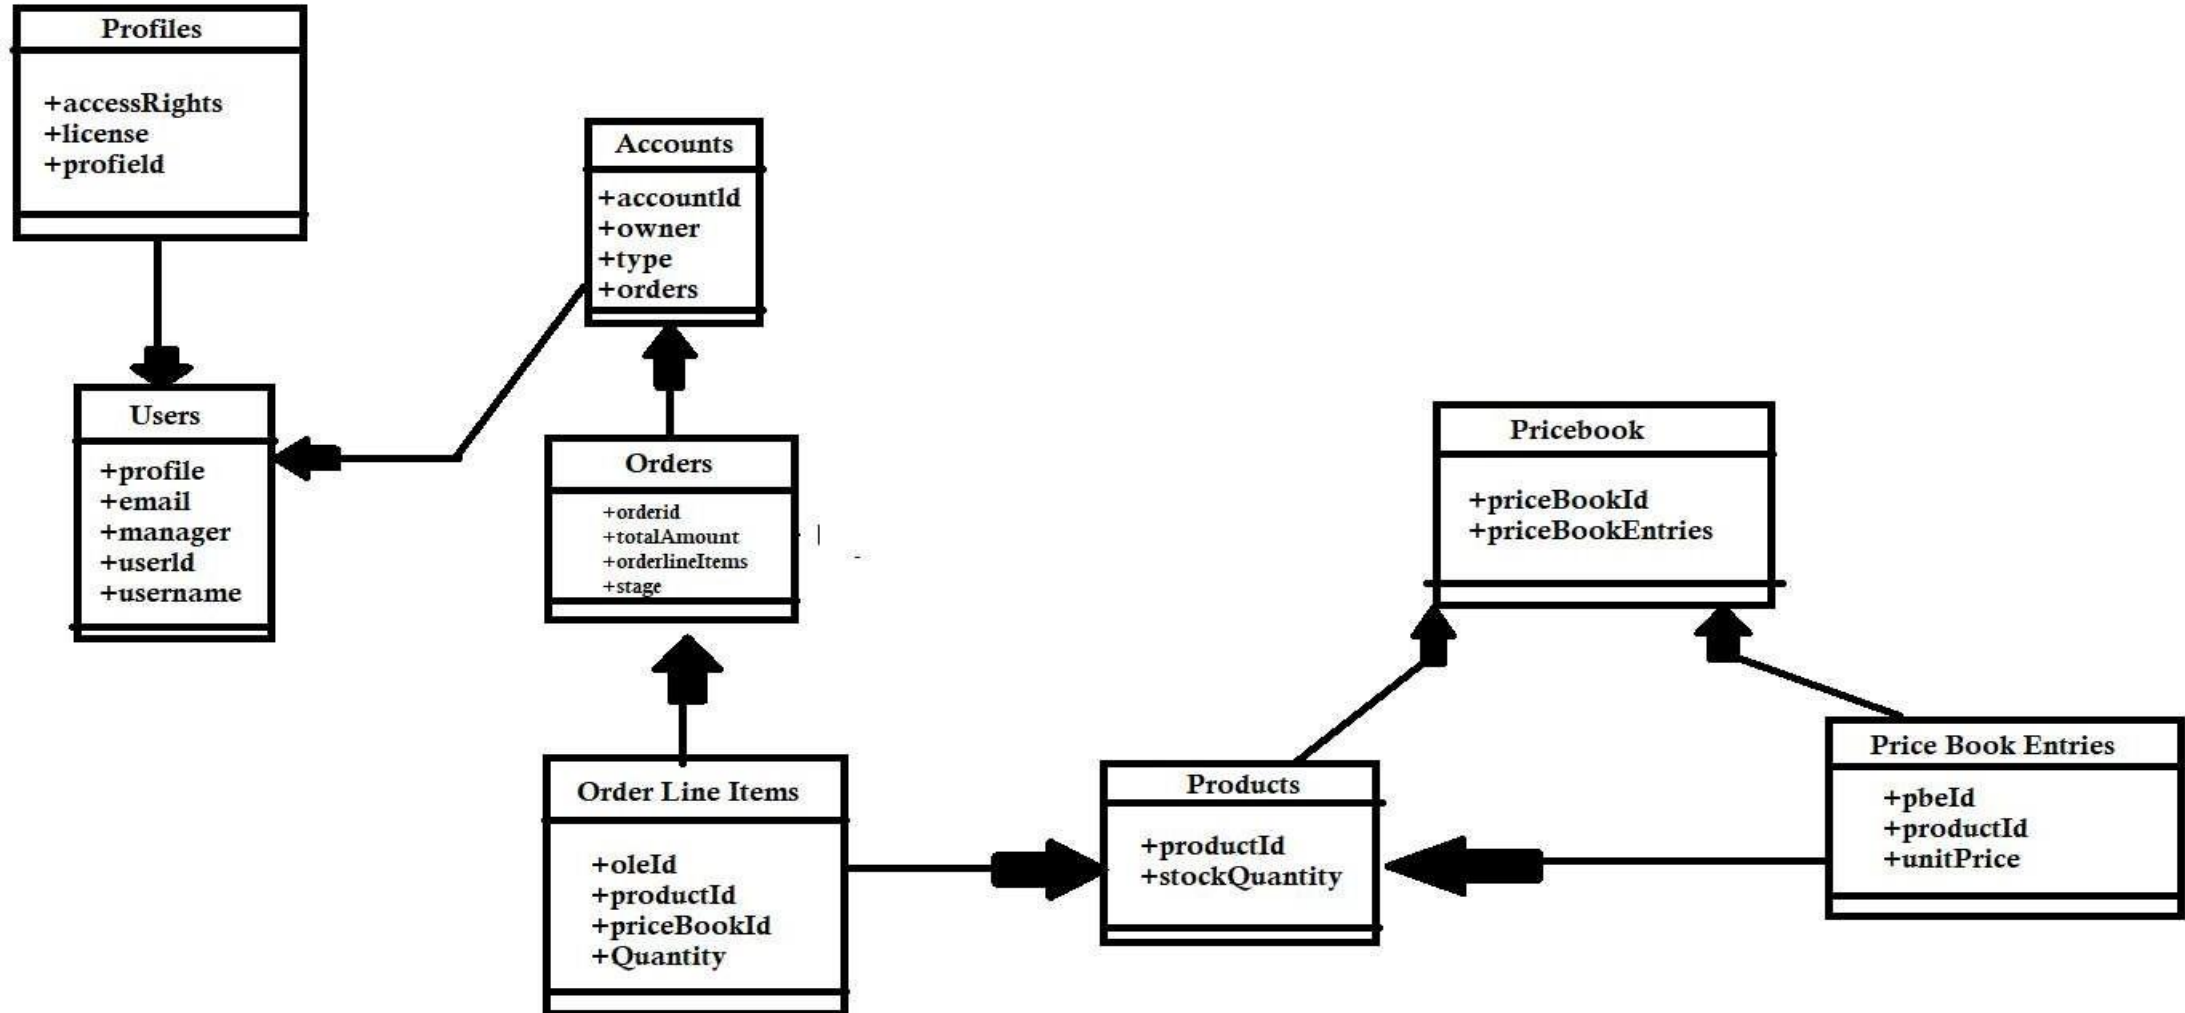 Profiles
+accessRights
+license
+profield
Accounts
+accountId
+owner
+type
+orders
Users
+profile
+email
+manager
+userId
+username
Orders
+orderid
+totalAmount
+orderlineItems
+stage
Pricebook
+priceBookId
+priceBookEntries
Order Line Items
+oleId
+productId
+priceBookId
+Quantity
Products
+productId
+stockQuantity
Price Book Entries
+pbeId
+productId
+unitPrice